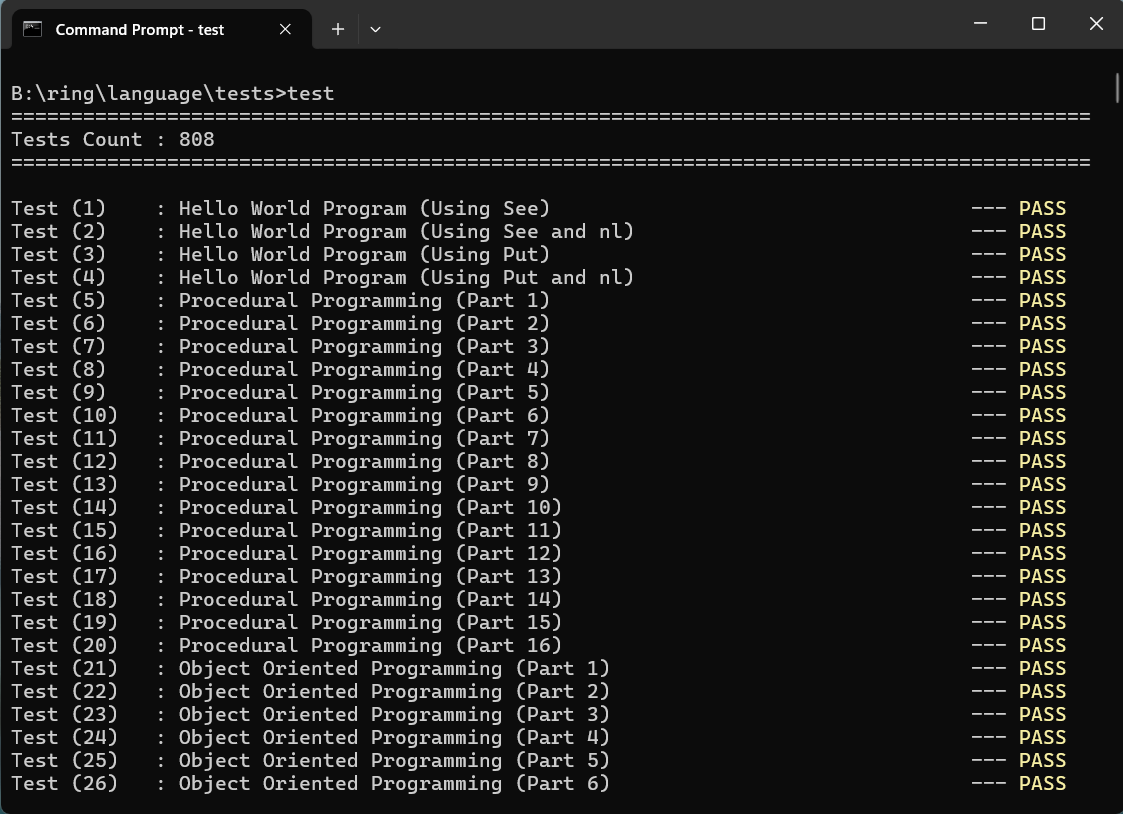 Command Prompt - test
B:\ring\language\tests>test
==========================================================================================
Tests Count : 808
==========================================================================================
Test (1)    : Hello World Program (Using See)                                   --- PASS
Test (2)    : Hello World Program (Using See and nl)                            --- PASS
Test (3)    : Hello World Program (Using Put)                                   --- PASS
Test (4)    : Hello World Program (Using Put and nl)                            --- PASS
Test (5)    : Procedural Programming (Part 1)                                   --- PASS
Test (6)    : Procedural Programming (Part 2)                                   --- PASS
Test (7)    : Procedural Programming (Part 3)                                   --- PASS
Test (8)    : Procedural Programming (Part 4)                                   --- PASS
Test (9)    : Procedural Programming (Part 5)                                   --- PASS
Test (10)   : Procedural Programming (Part 6)                                   --- PASS
Test (11)   : Procedural Programming (Part 7)                                   --- PASS
Test (12)   : Procedural Programming (Part 8)                                   --- PASS
Test (13)   : Procedural Programming (Part 9)                                   --- PASS
Test (14)   : Procedural Programming (Part 10)                                  --- PASS
Test (15)   : Procedural Programming (Part 11)                                  --- PASS
Test (16)   : Procedural Programming (Part 12)                                  --- PASS
Test (17)   : Procedural Programming (Part 13)                                  --- PASS
Test (18)   : Procedural Programming (Part 14)                                  --- PASS
Test (19)   : Procedural Programming (Part 15)                                  --- PASS
Test (20)   : Procedural Programming (Part 16)                                  --- PASS
Test (21)   : Object Oriented Programming (Part 1)                              --- PASS
Test (22)   : Object Oriented Programming (Part 2)                              --- PASS
Test (23)   : Object Oriented Programming (Part 3)                              --- PASS
Test (24)   : Object Oriented Programming (Part 4)                              --- PASS
Test (25)   : Object Oriented Programming (Part 5)                              --- PASS
Test (26)   : Object Oriented Programming (Part 6)                              --- PASS